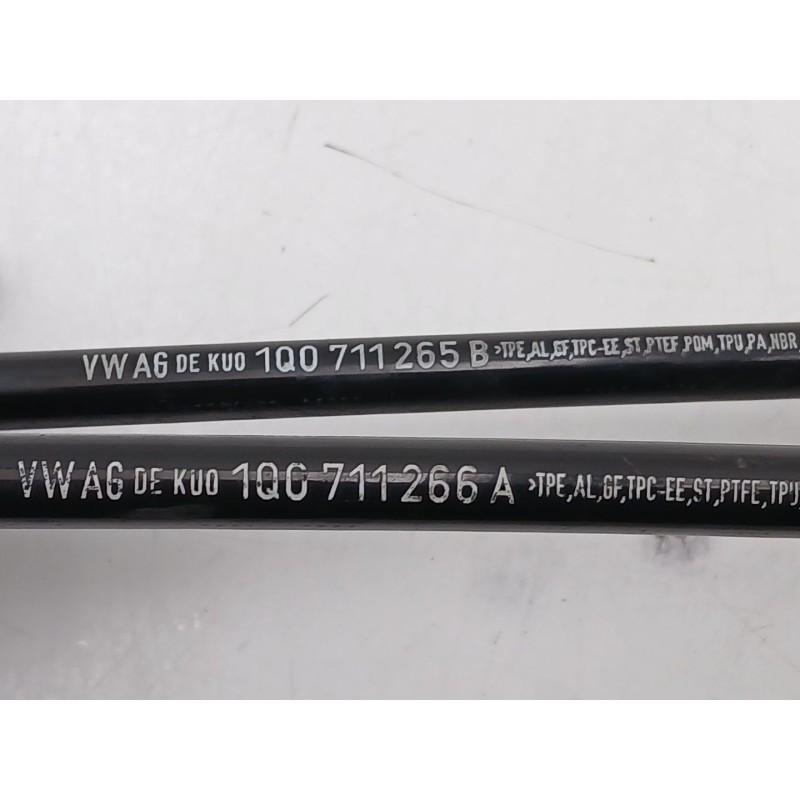 VW AG DE KUO 1Q0 711 265 B >TPE,AL,GF,TPC-EE,ST,PTEF,POM,TPU,PA,NBR
VW AG DE KUO 1Q0 711 266 A >TPE,AL,GF,TPC-EE,ST,PTFE,TPU,